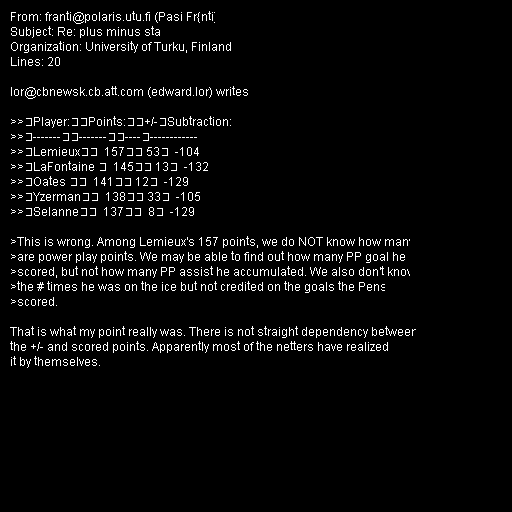 From: franti@polaris.utu.fi (Pasi Fr{nti)
Subject: Re: plus minus sta
Organization: University of Turku, Finland
Lines: 20

lor@cbnewsk.cb.att.com (edward.lor) writes

>>□Player:□□Points:□□+/-□Subtraction:
>>□-------□□-------□□----□------------
>>□Lemieux□□ 157□□ 53□ -104
>>□LaFontaine □ 145□□ 13□ -132
>>□Oates □□ 141□□ 12□ -129
>>□Yzerman□□ 138□□ 33□ -105
>>□Selanne□□ 137□□ 8□ -129

>This is wrong. Among Lemieux's 157 points, we do NOT know how many
>are power play points. We may be able to find out how many PP goal he
>scored, but not how many PP assist he accumulated. We also don't know
>the # times he was on the ice but not credited on the goals the Pens
>scored.

That is what my point really was. There is not straight dependency between
the +/- and scored points. Apparently most of the netters have realized
it by themselves.